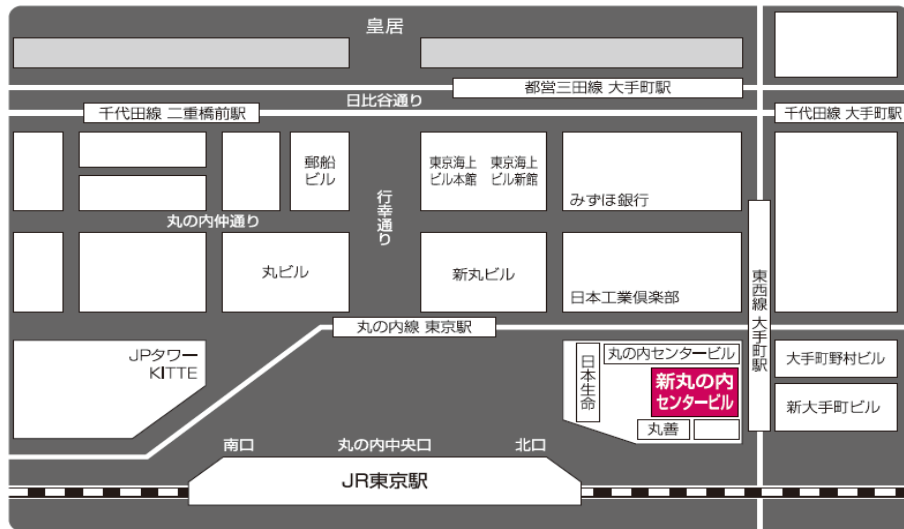 皇居
都営三田線 大手町駅
日比谷通り
千代田線 二重橋前駅
千代田線 大手町駅
郵船
ビル
東京海上
ビル本館
東京海上
ビル新館
みずほ銀行
行幸通り
丸の内仲通り
丸ビル
新丸ビル
日本工業倶楽部
東西線 大手町駅
丸の内線 東京駅
JPタワー
KITTE
日本生命
丸の内センタービル
新丸の内
センタービル
丸善
大手町野村ビル
新大手町ビル
南口
丸の内中央口
北口
JR東京駅